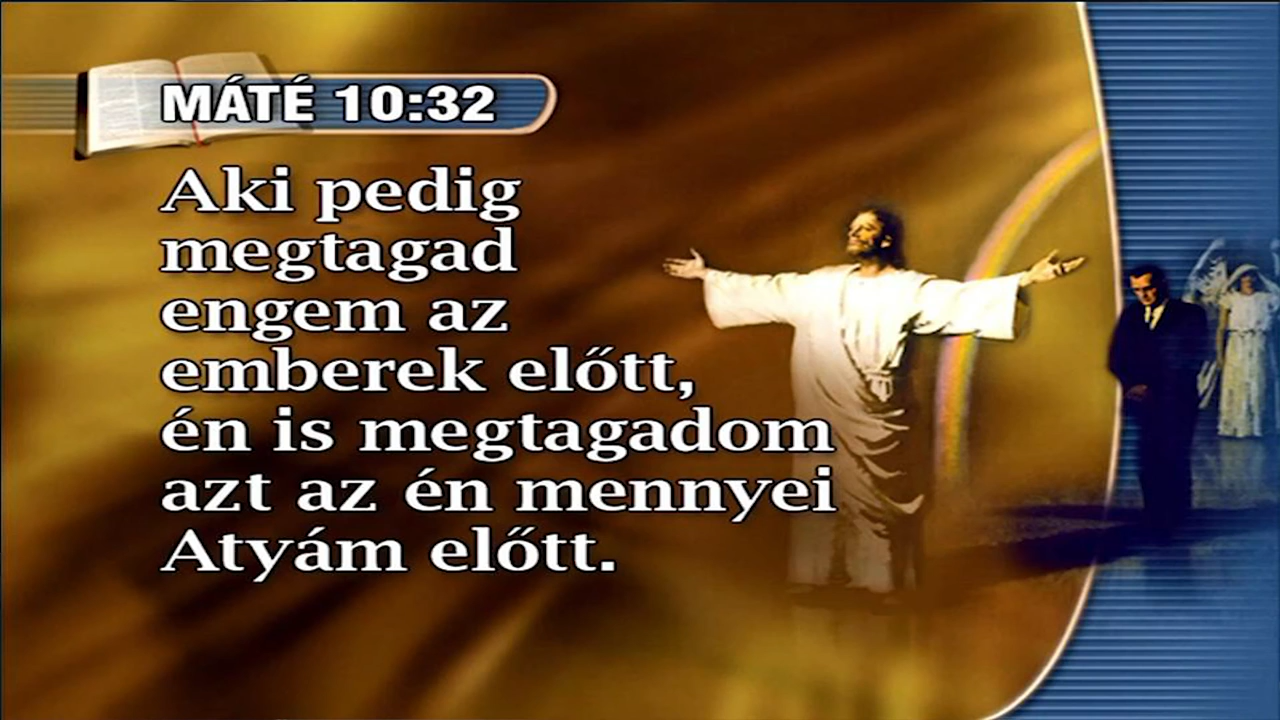 MÁTÉ 10:32
Aki pedig
megtagad
engem az
emberek előtt,
én is megtagadom
azt az én mennyei
Atyám előtt.